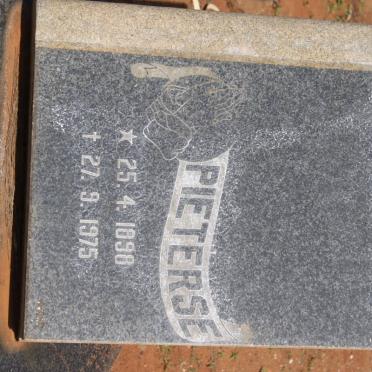 PIETERSE
★ 25. 4. 1898
✝ 27. 9. 1975